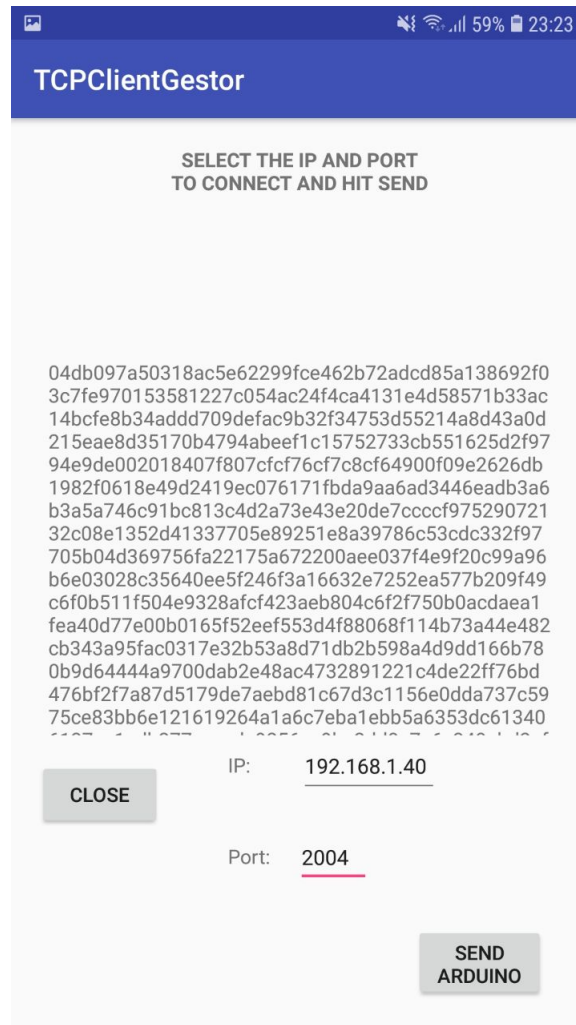 59% 23:23
TCPClientGestor
SELECT THE IP AND PORT
TO CONNECT AND HIT SEND
04db097a50318ac5e62299fce462b72adcd85a138692f0
3c7fe970153581227c054ac24f4ca4131e4d58571b33ac
14bcfe8b34addd709defac9b32f34753d55214a8d43a0d
215eae8d35170b4794abeef1c15752733cb551625d2f97
94e9de002018407f807cfcf76cf7c8cf64900f09e2626db
1982f0618e49d2419ec076171fbda9aa6ad3446eadb3a6
b3a5a746c91bc813c4d2a73e43e20de7ccccf975290721
32c08e1352d41337705e89251e8a39786c53cdc332f97
705b04d369756fa22175a672200aee037f4e9f20c99a96
b6e03028c35640ee5f246f3a16632e7252ea577b209f49
c6f0b511f504e9328afcf423aeb804c6f2f750b0acdaea1
fea40d77e00b0165f52eef553d4f88068f114b73a44e482
cb343a95fac0317e32b53a8d71db2b598a4d9dd166b78
0b9d64444a9700dab2e48ac4732891221c4de22ff76bd
476bf2f7a87d5179de7aebd81c67d3c1156e0dda737c59
75ce83bb6e121619264a1a6c7eba1ebb5a6353dc61340
IP: 192.168.1.40
CLOSE
Port: 2004
SEND
ARDUINO